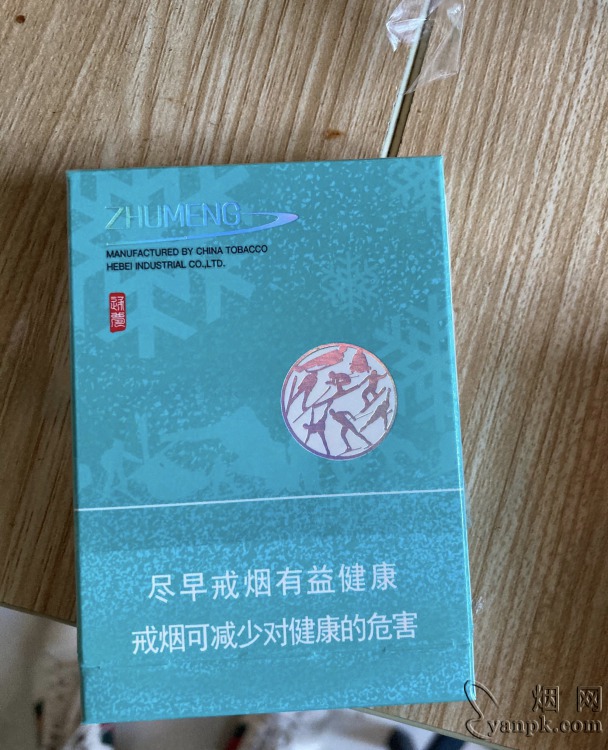 ZHUMENG
MANUFACTURED BY CHINA TOBACCO
HEBEI INDUSTRIAL CO.,LTD.
尽早戒烟有益健康
戒烟可减少对健康的危害
烟网
yanpk.com